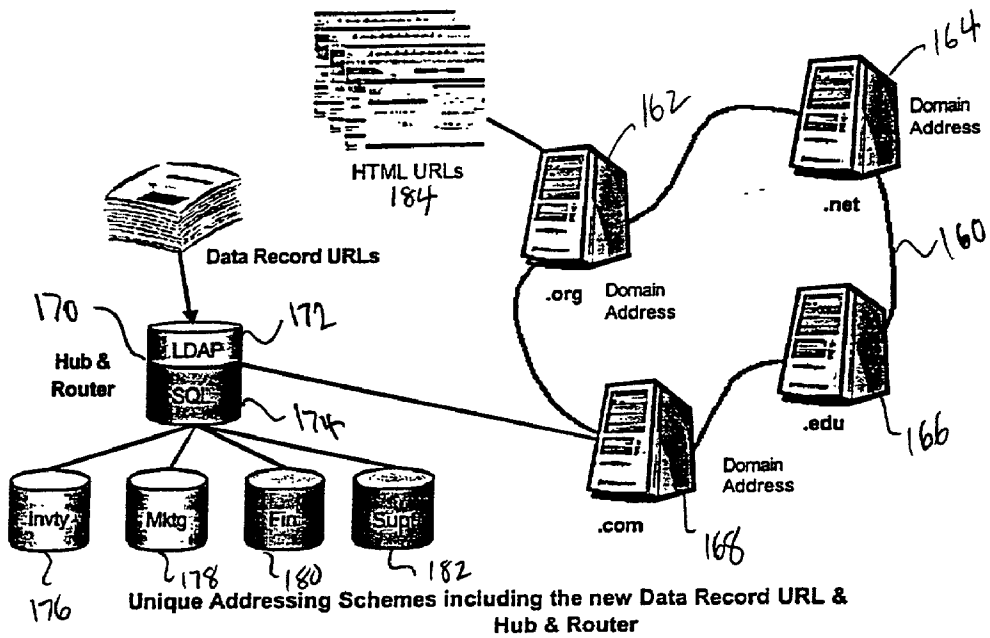 164
162
Domain
Address
HTML URLs
184
.net
Data Record URLs
160
.org
Domain
Address
170
172
LDAP
Hub &
Router
SQL
174
.edu
166
Domain
Address
.com
168
Invty
Mktg
Fin
176
178
180
182
Unique Addressing Schemes including the new Data Record URL &
Hub & Router